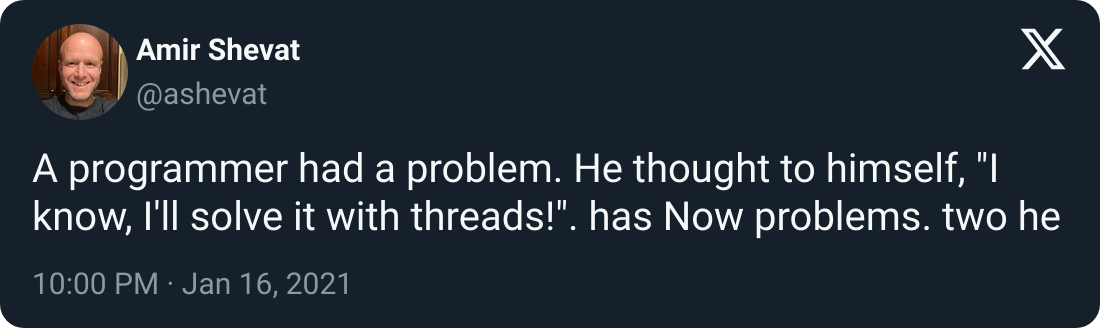 Amir Shevat
@ashevat
A programmer had a problem. He thought to himself, "I
know, I'll solve it with threads!". has Now problems. two he
10:00 PM · Jan 16, 2021